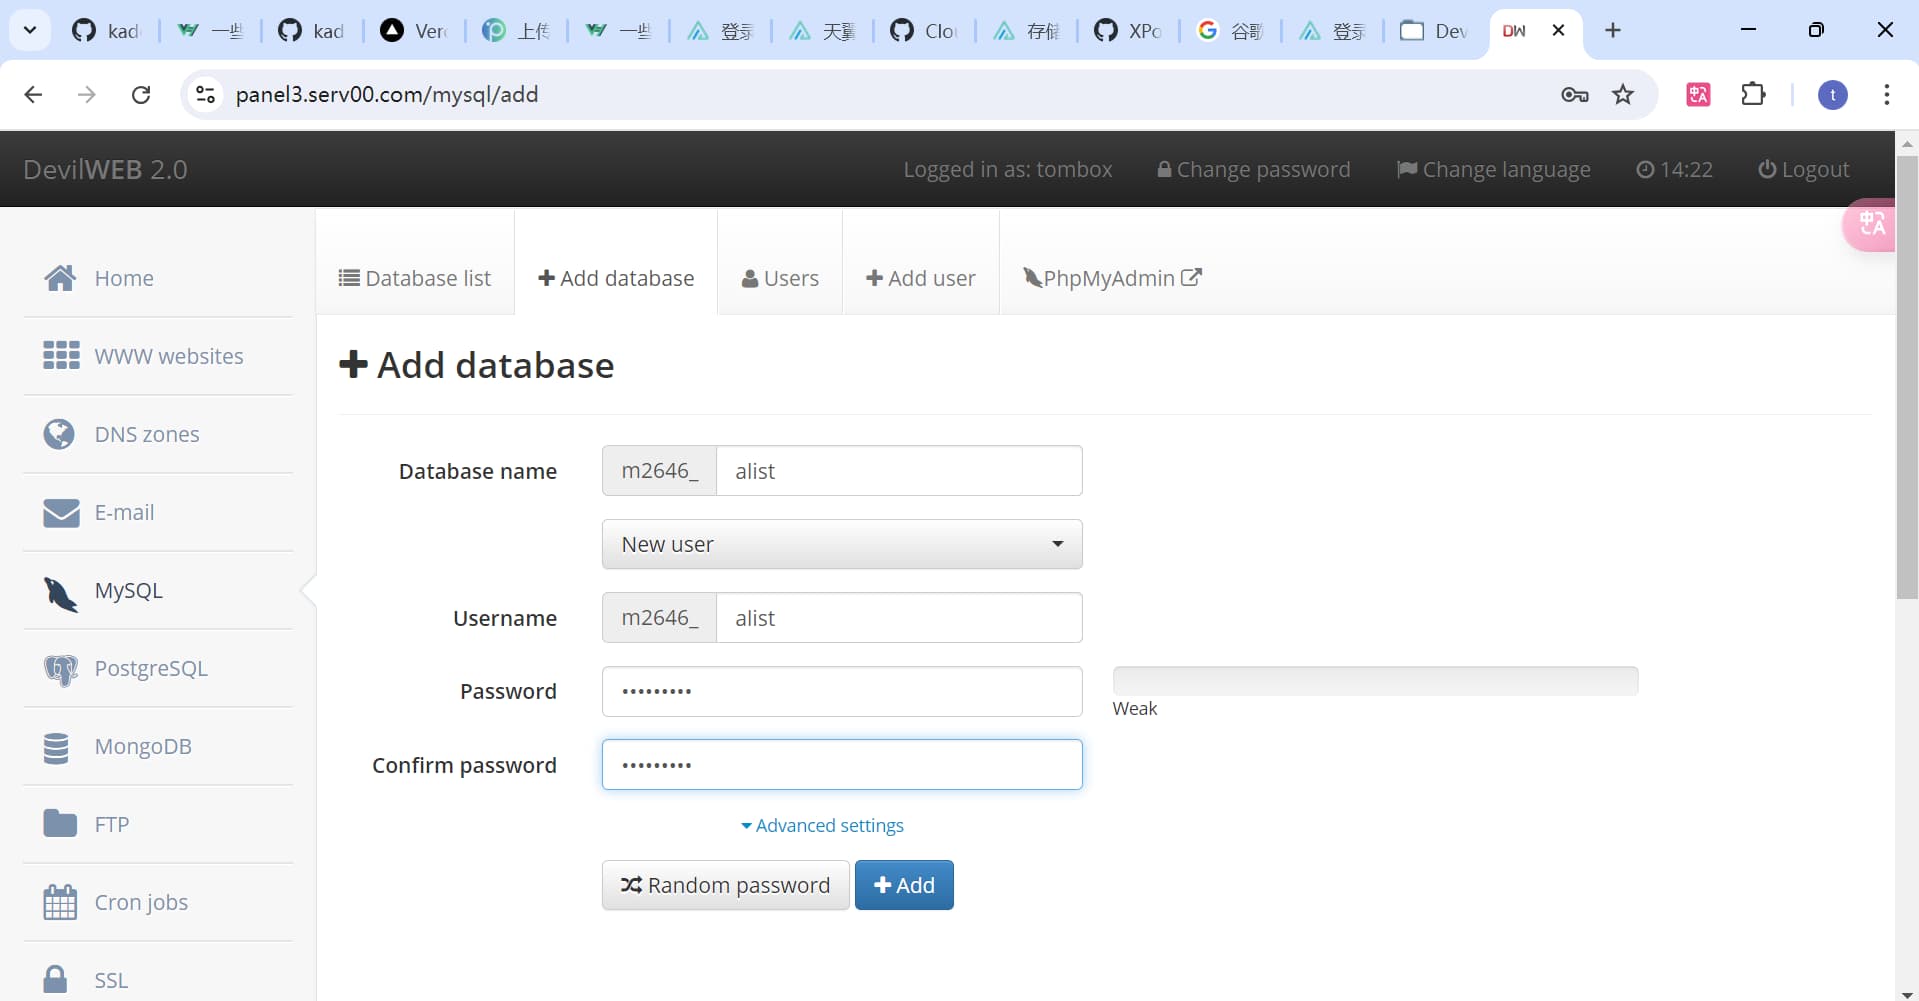 kad
一些
kad
Ver
上传
一些
登录
天翼
Clo
存储
XPo
谷歌
登录
Dev
DW
panel3.serv00.com/mysql/add
t
DevilWEB 2.0
Logged in as: tombox
Change password
Change language
14:22
Logout
Home
WWW websites
DNS zones
E-mail
MySQL
PostgreSQL
MongoDB
FTP
Cron jobs
SSL
Database list
Add database
Users
Add user
PhpMyAdmin
Add database
Database name m2646_ alist
New user
Username m2646_ alist
Password •••••••••
Weak
Confirm password •••••••••
Advanced settings
Random password
Add